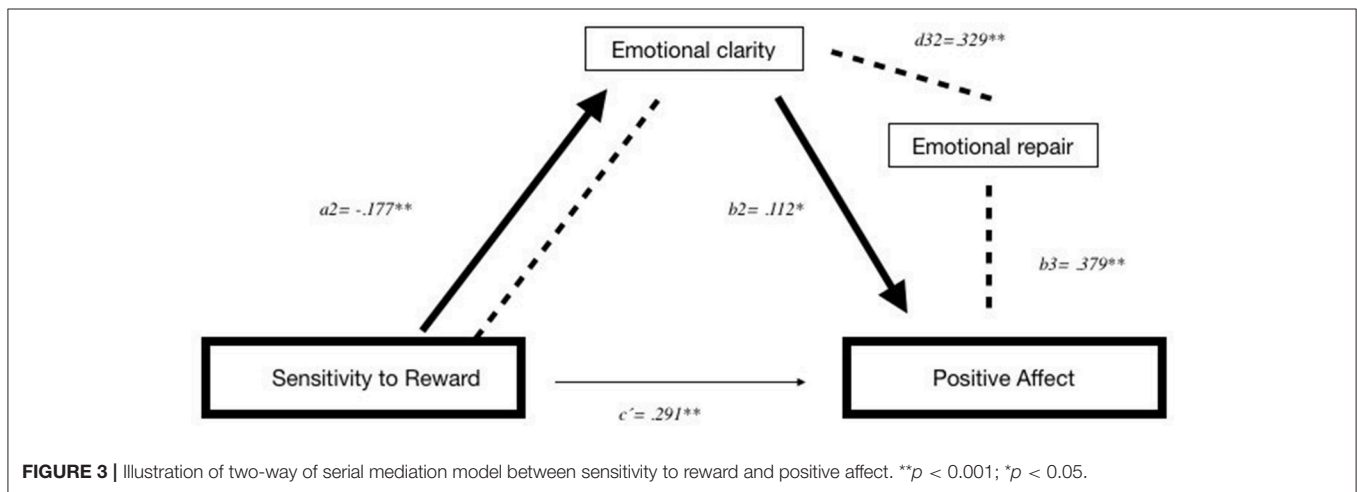 Emotional clarity
d32=.329**
Emotional repair
a2= -.177**
b2= .112*
b3= .379**
Sensitivity to Reward
Positive Affect
c´= .291**
FIGURE 3 | Illustration of two-way of serial mediation model between sensitivity to reward and positive affect. **p < 0.001; *p < 0.05.